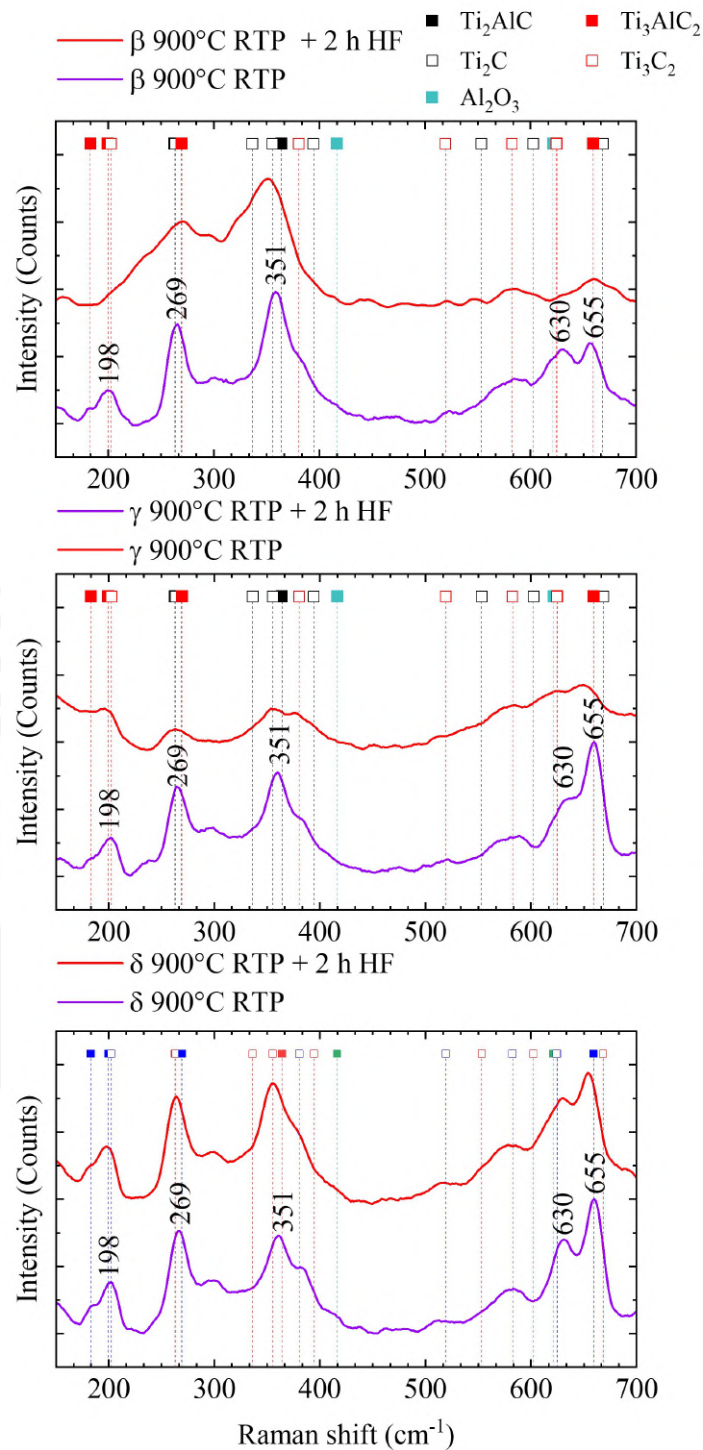 β 900°C RTP + 2 h HF
β 900°C RTP
Ti₂AlC
Ti₃AlC₂
Ti₂C
Ti₃C₂
Al₂O₃
Intensity (Counts)
198
269
351
630
655
200 300 400 500 600 700
γ 900°C RTP + 2 h HF
γ 900°C RTP
Intensity (Counts)
198
269
351
630
655
200 300 400 500 600 700
δ 900°C RTP + 2 h HF
δ 900°C RTP
Intensity (Counts)
198
269
351
630
655
200 300 400 500 600 700
Raman shift (cm⁻¹)